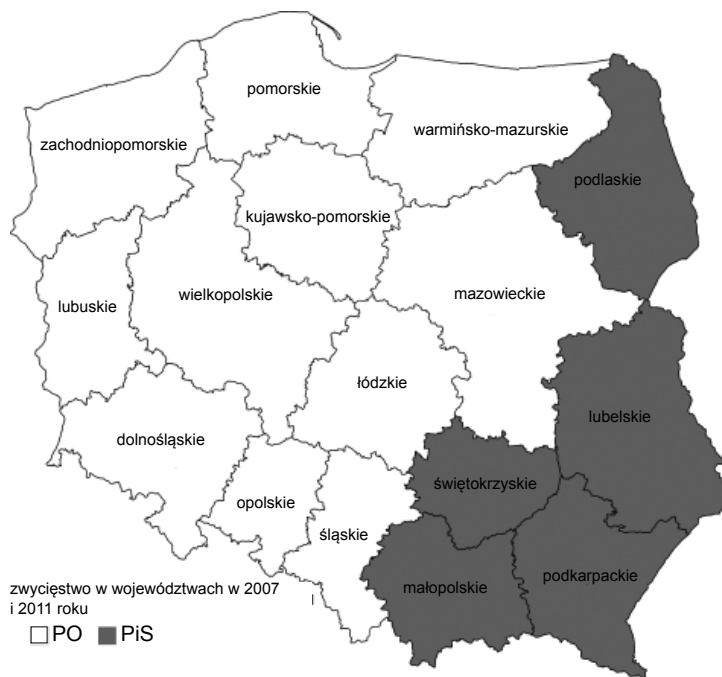 pomorskie
warmińsko-mazurskie
zachodniopomorskie
podlaskie
kujawsko-pomorskie
wielkopolskie
mazowieckie
lubuskie
łódzkie
lubelskie
dolnośląskie
świętokrzyskie
opolskie
śląskie
podkarpackie
małopolskie
zwycięstwo w województwach w 2007
i 2011 roku
PO PiS